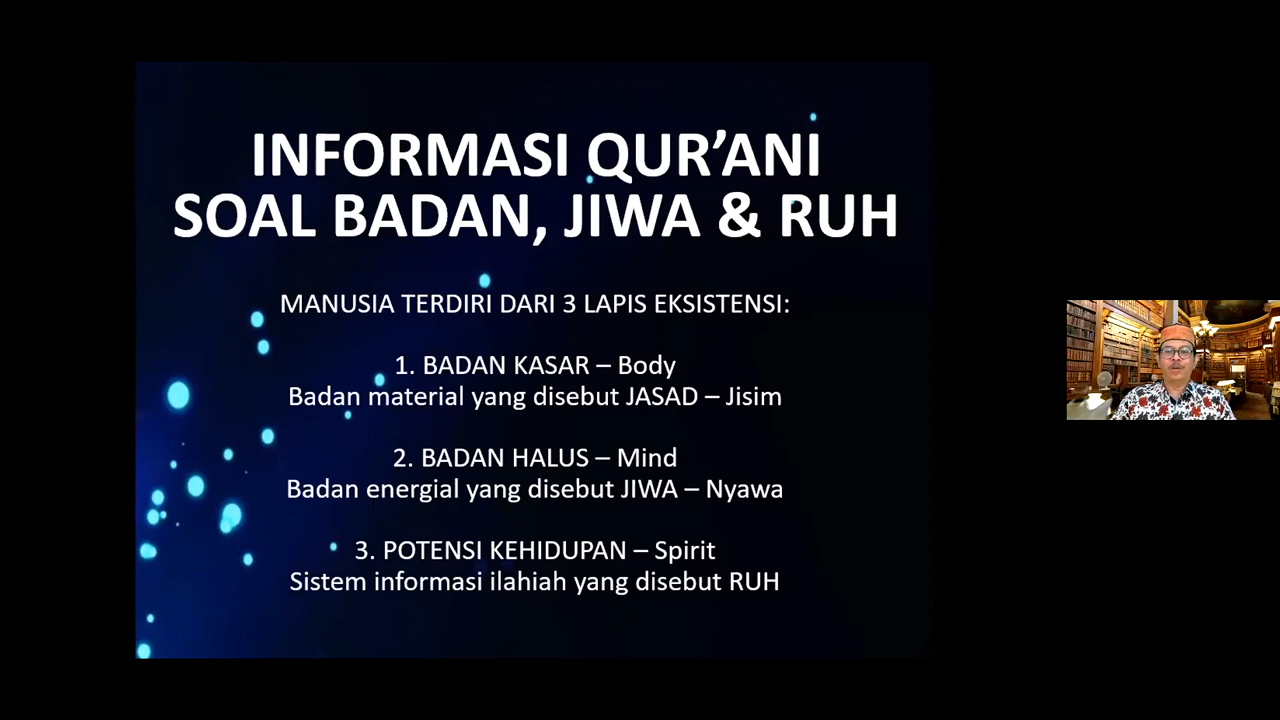 INFORMASI QUR’ANI
SOAL BADAN, JIWA & RUH
MANUSIA TERDIRI DARI 3 LAPIS EKSISTENSI:
1. BADAN KASAR – Body
Badan material yang disebut JASAD – Jisim
2. BADAN HALUS – Mind
Badan energial yang disebut JIWA – Nyawa
3. POTENSI KEHIDUPAN – Spirit
Sistem informasi ilahiah yang disebut RUH